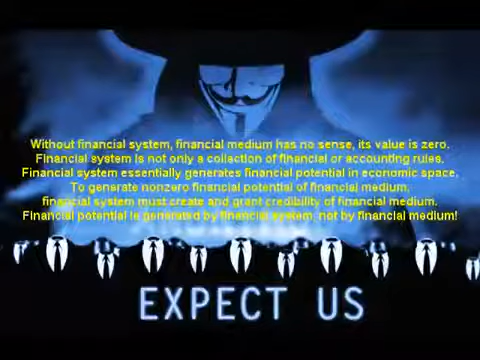 Without financial system, financial medium has no sense, its value is zero.
Financial system is not only a collection of financial or accounting rules.
Financial system essentially generates financial potential in economic space.
To generate nonzero financial potential of financial medium,
financial system must create and grant credibility of financial medium.
Financial potential is generated by financial system, not by financial medium!
EXPECT US